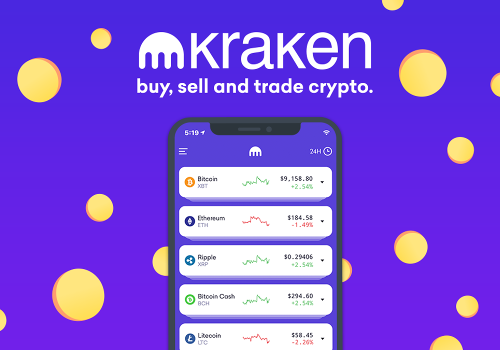 kraken
buy, sell and trade crypto.
5:19
24H
Bitcoin
XBT
$9,158.80
+2.54%
Ethereum
ETH
$184.58
-1.49%
Ripple
XRP
$0.29406
+2.54%
Bitcoin Cash
BCH
$294.60
+2.54%
Litecoin
LTC
$58.45
-2.26%